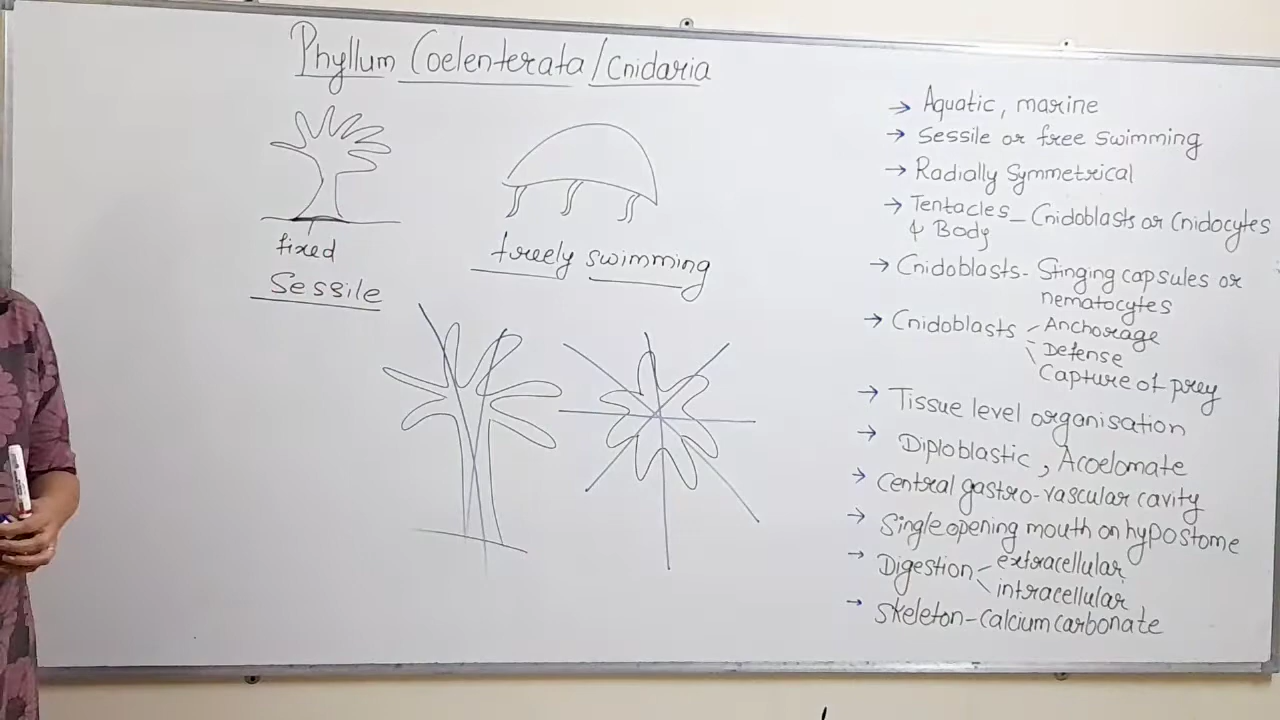 Phyllum Coelenterata/Cnidaria
fixed
Sessile
freely swimming
→ Aquatic, marine
→ Sessile or free swimming
→ Radially Symmetrical
→ Tentacles - Cnidoblasts or Cnidocytes
& Body
→ Cnidoblasts - Stinging capsules or
nematocytes
→ Cnidoblasts - Anchorage
Defense
Capture of prey
→ Tissue level organisation
→ Diploblastic, Acoelomate
→ Central gastro-vascular cavity
→ Single opening mouth on hypostome
→ Digestion - extracellular
intracellular
→ Skeleton - Calcium carbonate